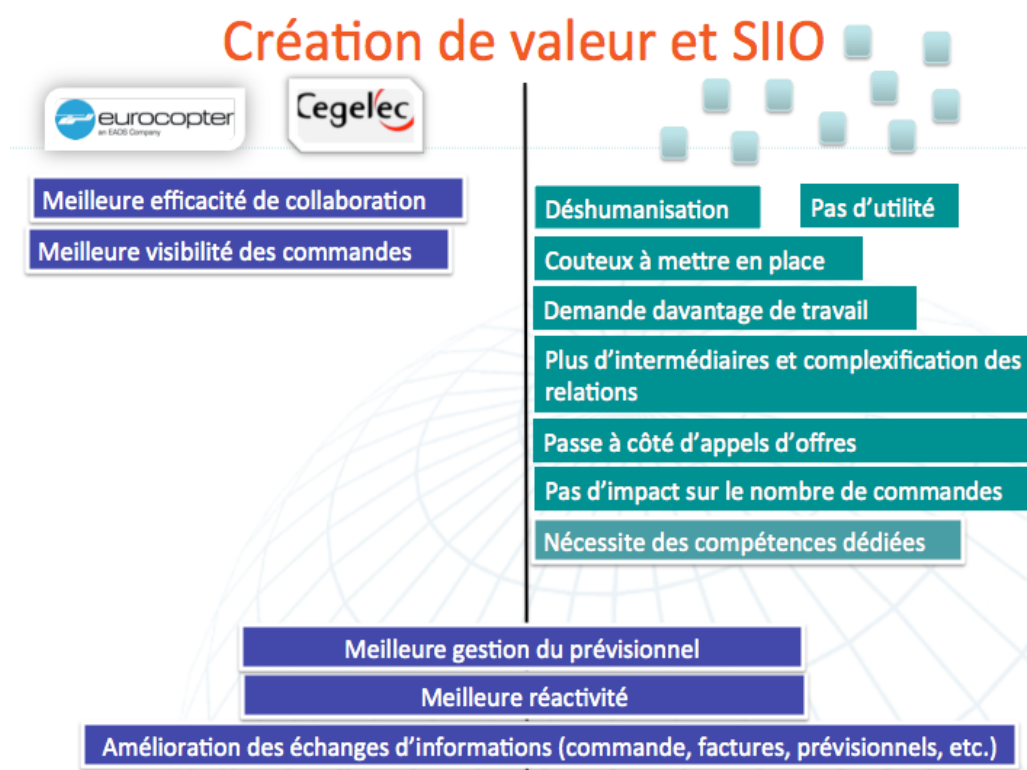 Création de valeur et SIIO
eurocopter
an EADS Company
Cegelec
Meilleure efficacité de collaboration
Meilleure visibilité des commandes
Déshumanisation
Pas d'utilité
Couteux à mettre en place
Demande davantage de travail
Plus d'intermédiaires et complexification des
relations
Passe à côté d'appels d'offres
Pas d'impact sur le nombre de commandes
Nécessite des compétences dédiées
Meilleure gestion du prévisionnel
Meilleure réactivité
Amélioration des échanges d'informations (commande, factures, prévisionnels, etc.)